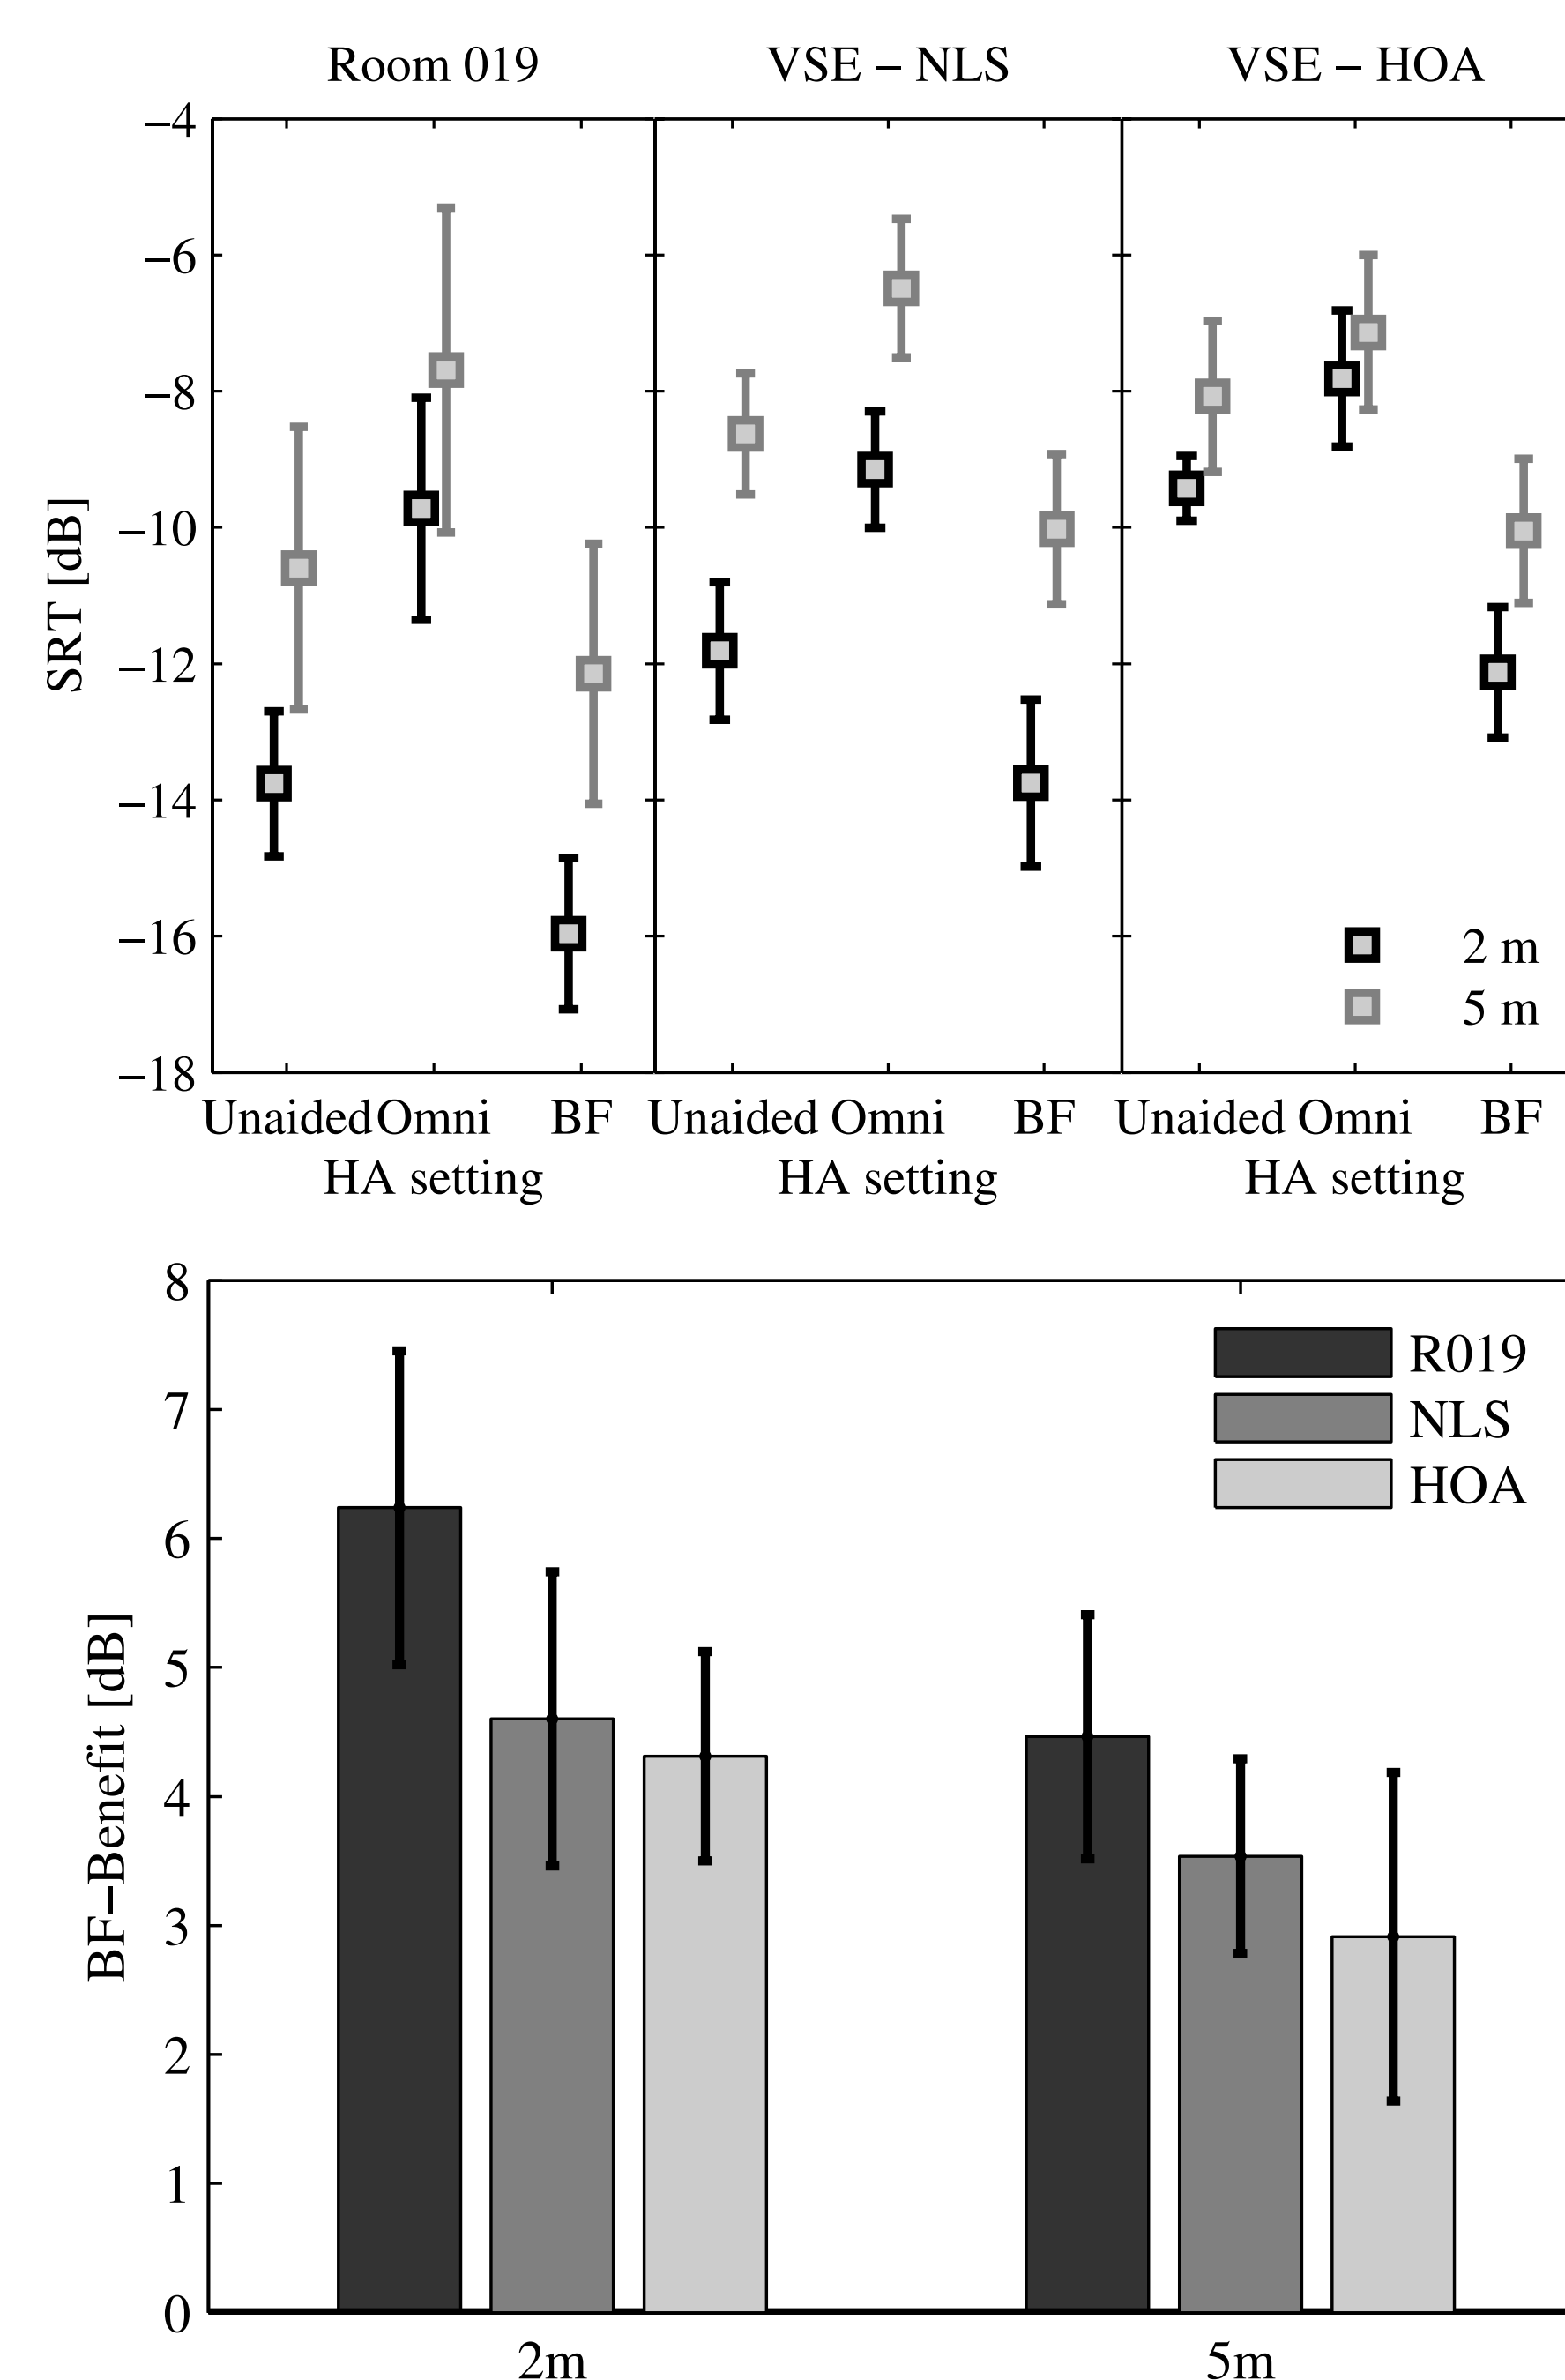 Room 019 VSE − NLS VSE − HOA
−4
−6
−8
−10
−12
−14
−16
−18
SRT [dB]
2 m
5 m
Unaided Omni BF Unaided Omni BF Unaided Omni BF
HA setting HA setting HA setting
8
7
6
5
4
3
2
1
0
BF−Benefit [dB]
R019
NLS
HOA
2m 5m